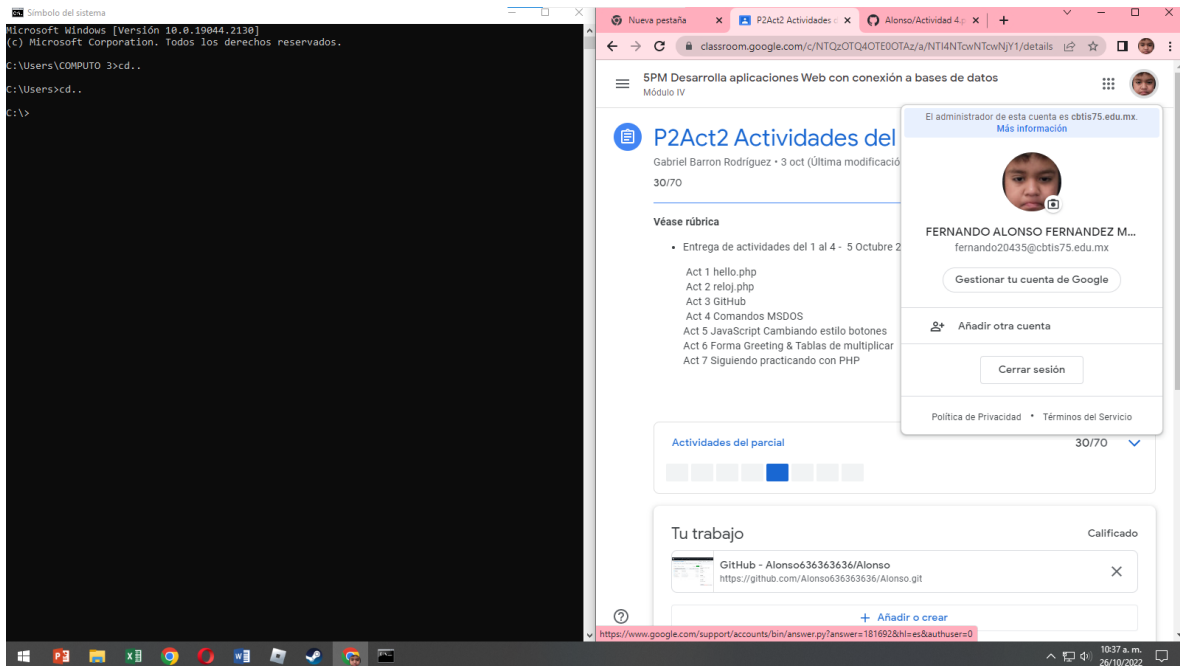 Símbolo del sistema
Microsoft Windows [Versión 10.0.19044.2130]
(c) Microsoft Corporation. Todos los derechos reservados.
C:\Users\COMPUTO 3>cd..
C:\Users>cd..
C:\>
Nueva pestaña
P2Act2 Actividades d
Alonso/Actividad 4.p
classroom.google.com/c/NTQzOTQ4OTE0OTAz/a/NTI4NTcwNTcwNjY1/details
5PM Desarrolla aplicaciones Web con conexión a bases de datos
Módulo IV
P2Act2 Actividades del
Gabriel Barron Rodríguez • 3 oct (Última modificació
30/70
Véase rúbrica
• Entrega de actividades del 1 al 4 - 5 Octubre 2
Act 1 hello.php
Act 2 reloj.php
Act 3 GitHub
Act 4 Comandos MSDOS
Act 5 JavaScript Cambiando estilo botones
Act 6 Forma Greeting & Tablas de multiplicar
Act 7 Siguiendo practicando con PHP
El administrador de esta cuenta es cbtis75.edu.mx.
Más información
FERNANDO ALONSO FERNANDEZ M...
fernando20435@cbtis75.edu.mx
Gestionar tu cuenta de Google
Añadir otra cuenta
Cerrar sesión
Política de Privacidad • Términos del Servicio
Actividades del parcial 30/70
Tu trabajo Calificado
GitHub - Alonso636363636/Alonso
https://github.com/Alonso636363636/Alonso.git
+ Añadir o crear
https://www.google.com/support/accounts/bin/answer.py?answer=181692&hl=es&authuser=0
10:37 a. m.
26/10/2022